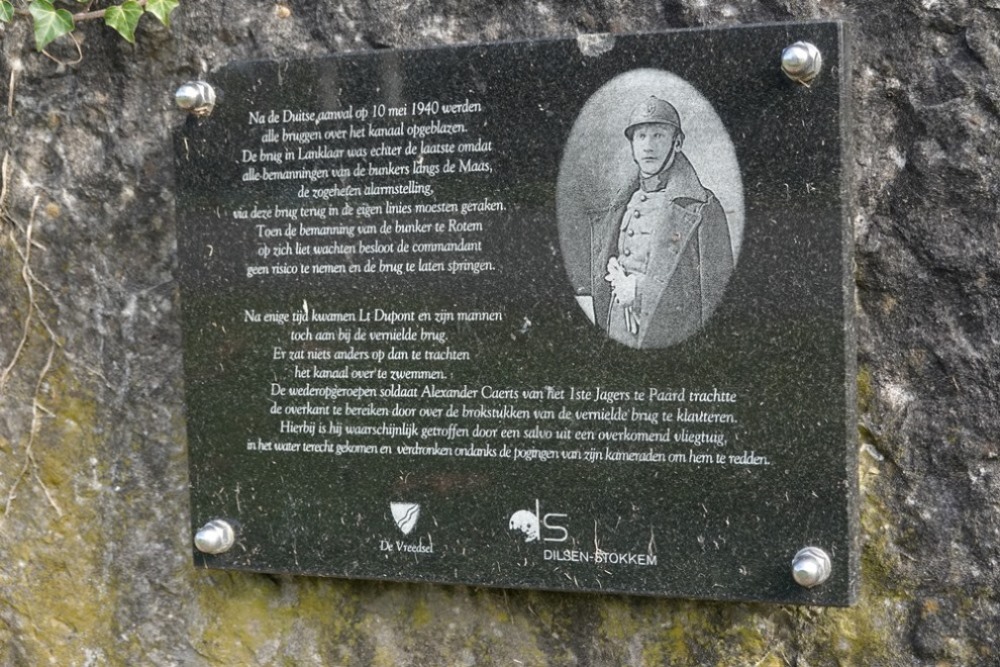 Na de Duitse aanval op 10 mei 1940 werden
alle bruggen over het kanaal opgeblazen.
De brug in Lanklaar was echter de laatste omdat
alle bemanningen van de bunkers langs de Maas,
de zogeheten alarmstelling,
via deze brug terug in de eigen linies moesten geraken.
Toen de bemanning van de bunker te Rotem
op zich liet wachten besloot de commandant
geen risico te nemen en de brug te laten springen.
Na enige tijd kwamen Lt Dupont en zijn mannen
toch aan bij de vernielde brug.
Er zat niets anders op dan te trachten
het kanaal over te zwemmen.
De wederopgeroepen soldaat Alexander Caerts van het 1ste Jagers te Paard trachtte
de overkant te bereiken door over de brokstukken van de vernielde brug te klauteren.
Hierbij is hij waarschijnlijk getroffen door een salvo uit een overkomend vliegtuig,
in het water terecht gekomen en verdronken ondanks de pogingen van zijn kameraden om hem te redden.
De Vreedsel
ds
DILSEN-STOKKEM